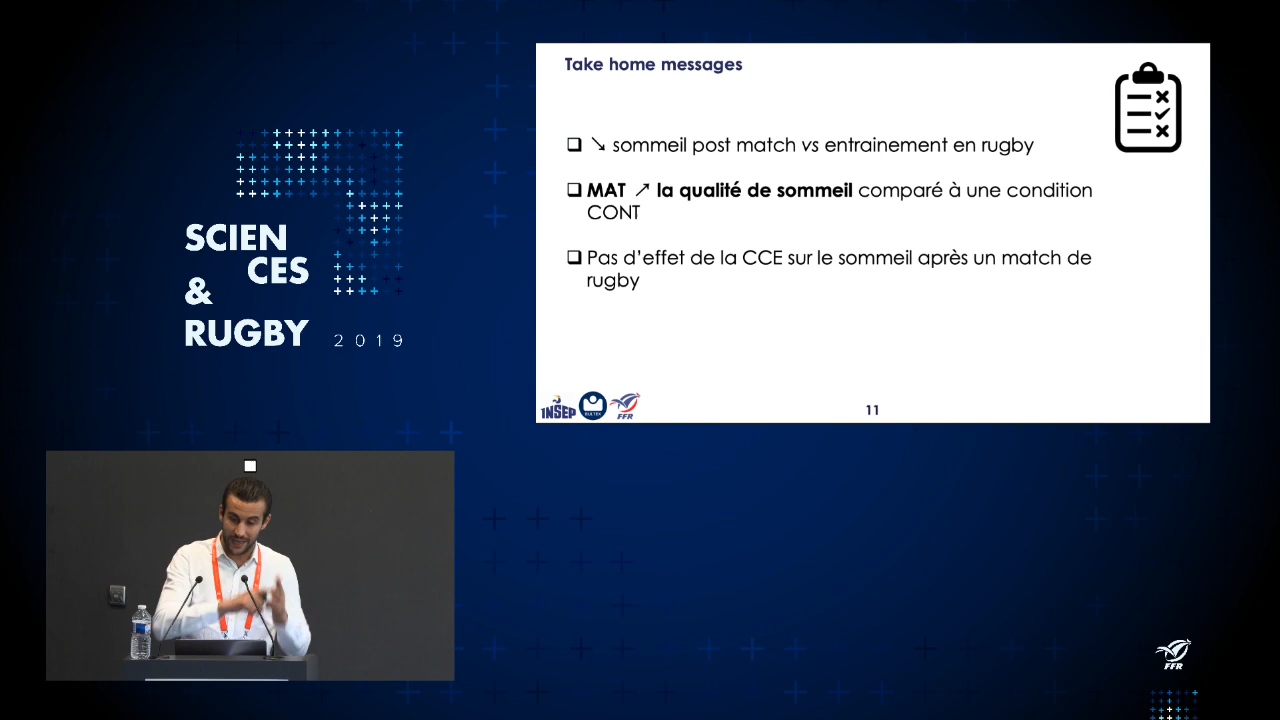 SCIEN
CES
&
RUGBY 2019
Take home messages
↘ sommeil post match vs entrainement en rugby
MAT ↗ la qualité de sommeil comparé à une condition
CONT
Pas d'effet de la CCE sur le sommeil après un match de
rugby
INSEP
BULTEX
FFR
11
FFR